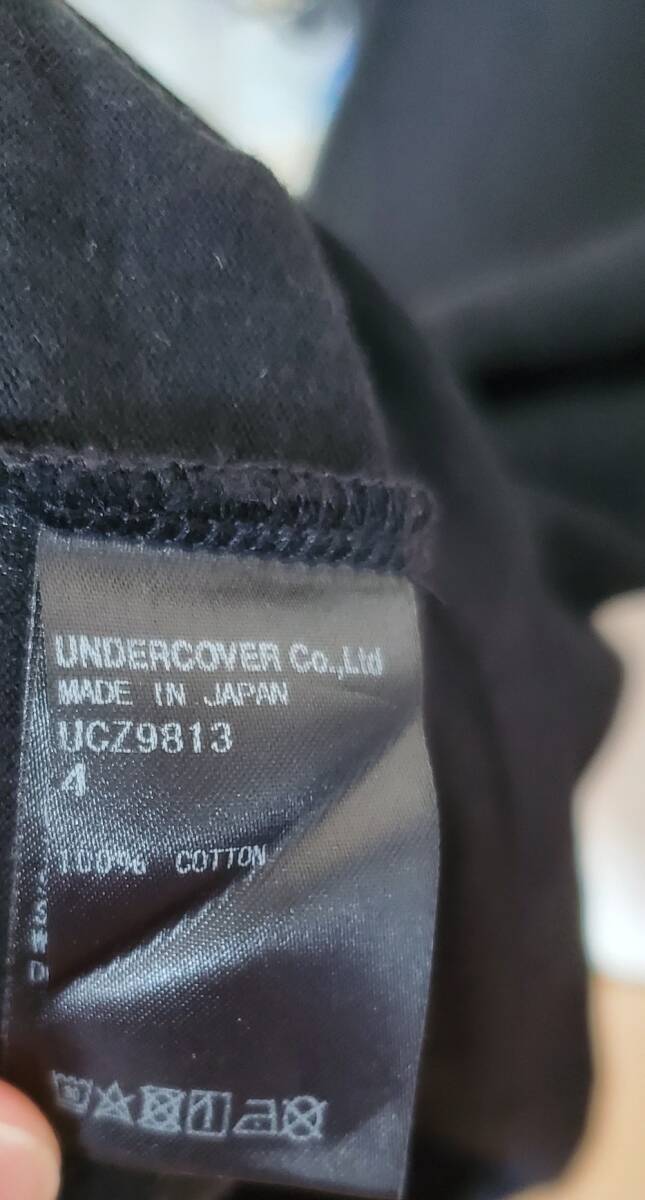 UNDERCOVER Co.,Ltd
MADE IN JAPAN
UCZ9813
4
100% COTTON